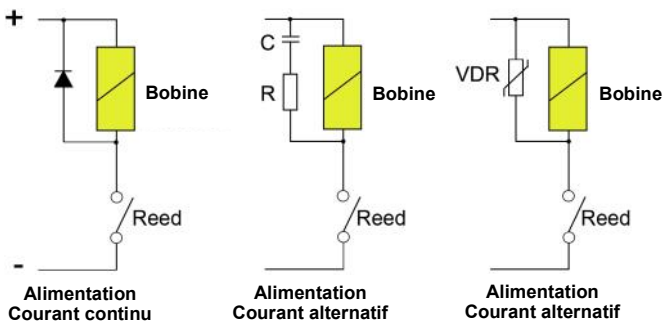 +
Bobine
Reed
-
Alimentation
Courant continu
C
R
Bobine
Reed
Alimentation
Courant alternatif
VDR
Bobine
Reed
Alimentation
Courant alternatif